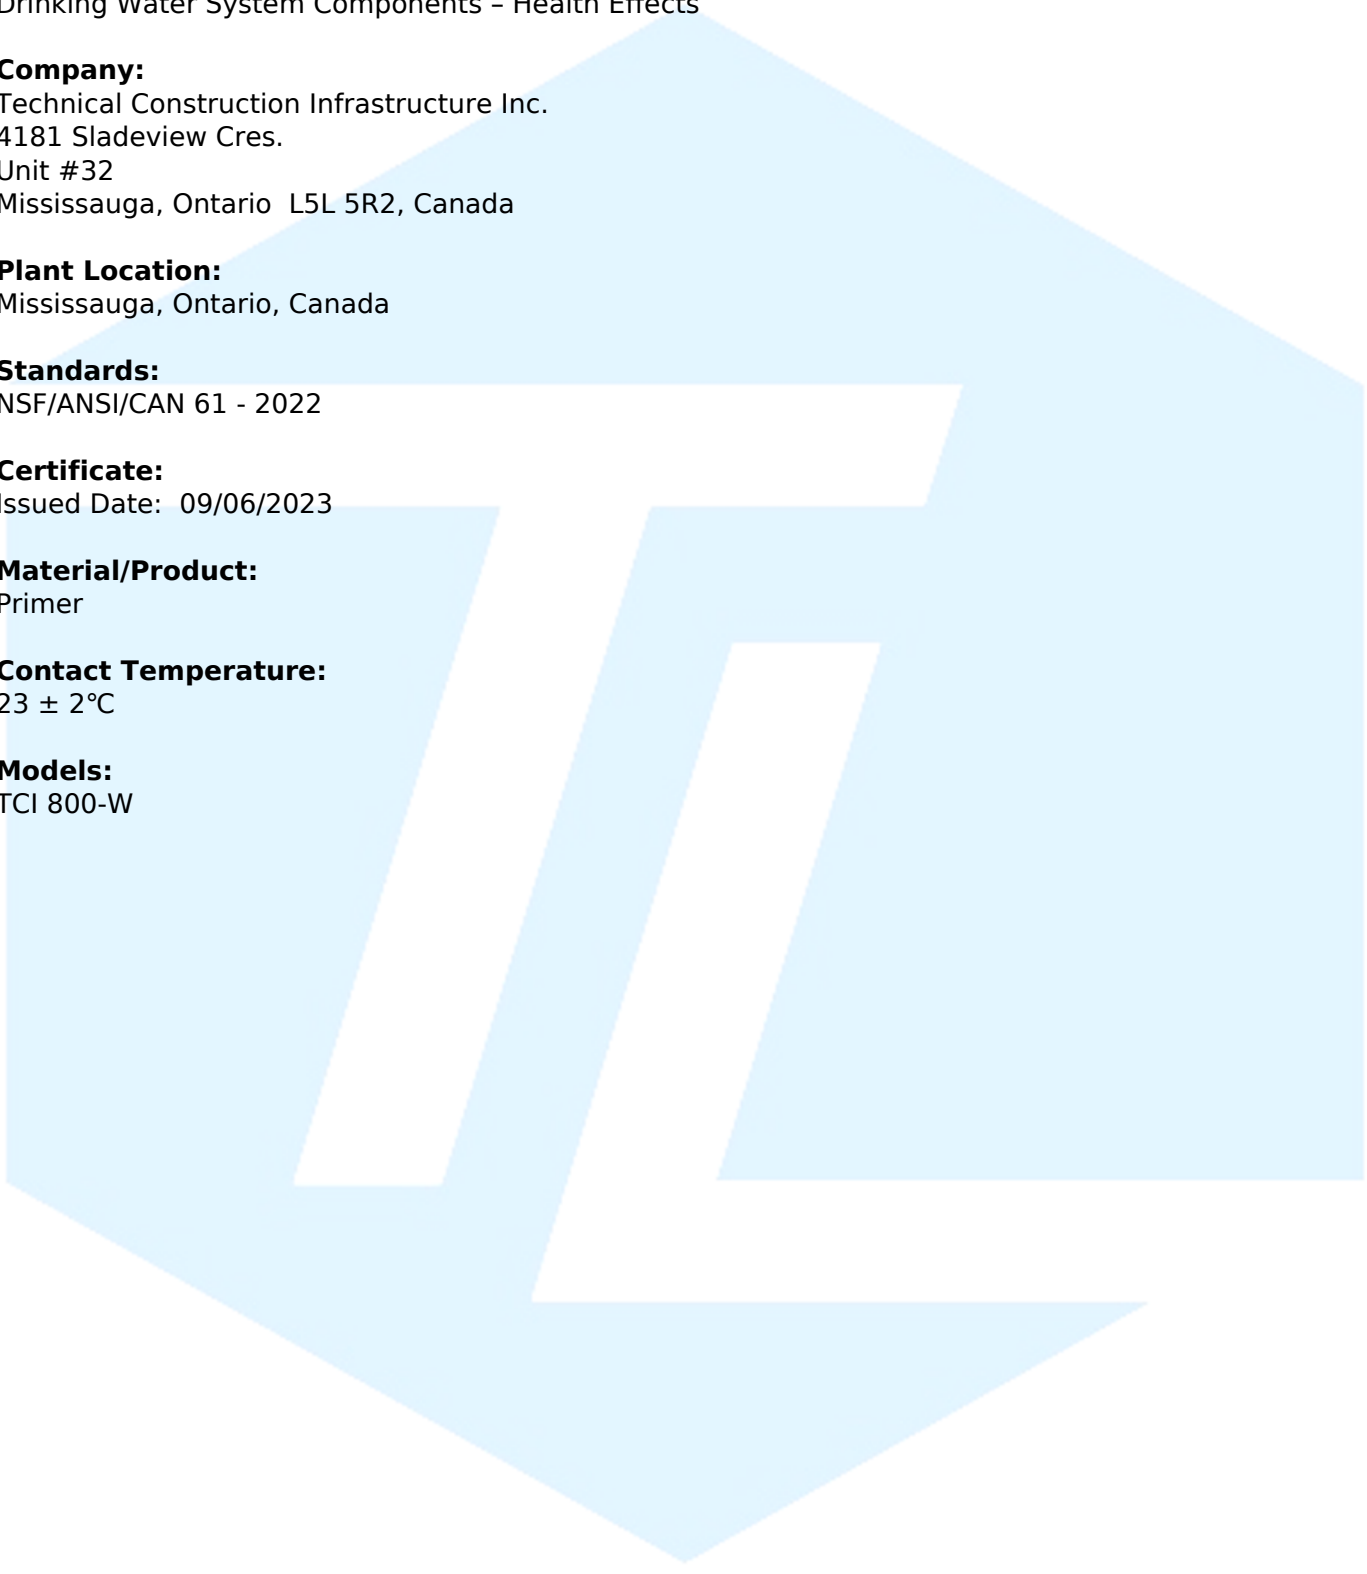 Drinking Water System Components – Health Effects
Company:
Technical Construction Infrastructure Inc.
4181 Sladeview Cres.
Unit #32
Mississauga, Ontario  L5L 5R2, Canada
Plant Location:
Mississauga, Ontario, Canada
Standards:
NSF/ANSI/CAN 61 - 2022
Certificate:
Issued Date:  09/06/2023
Material/Product:
Primer
Contact Temperature:
23 ± 2℃
Models:
TCI 800-W